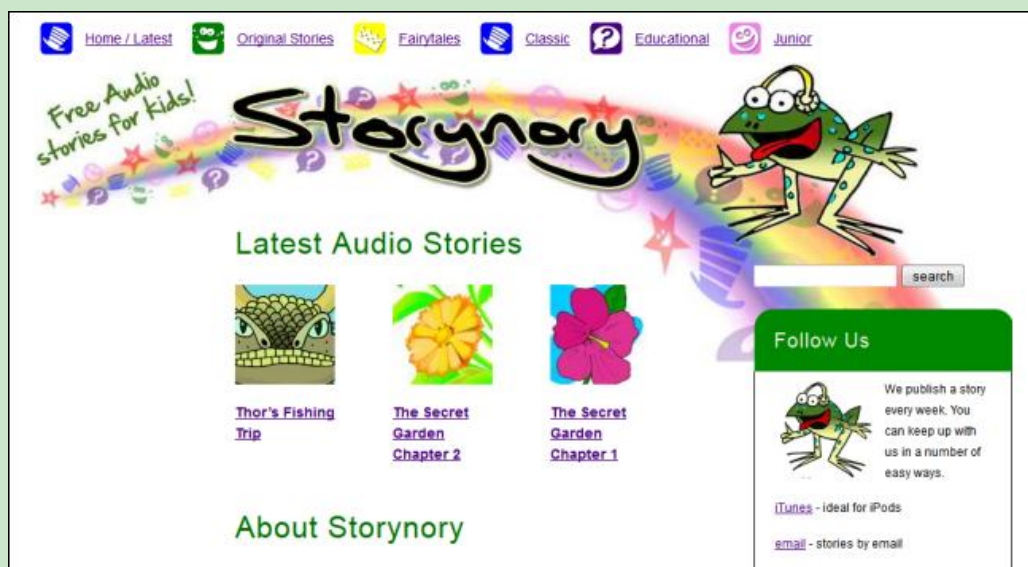 Home / Latest
Original Stories
Fairytales
Classic
Educational
Junior
Free Audio
stories for kids!
Storynory
Latest Audio Stories
search
Thor's Fishing
Trip
The Secret
Garden
Chapter 2
The Secret
Garden
Chapter 1
Follow Us
We publish a story
every week. You
can keep up with
us in a number of
easy ways.
iTunes - ideal for iPods
email - stories by email
About Storynory